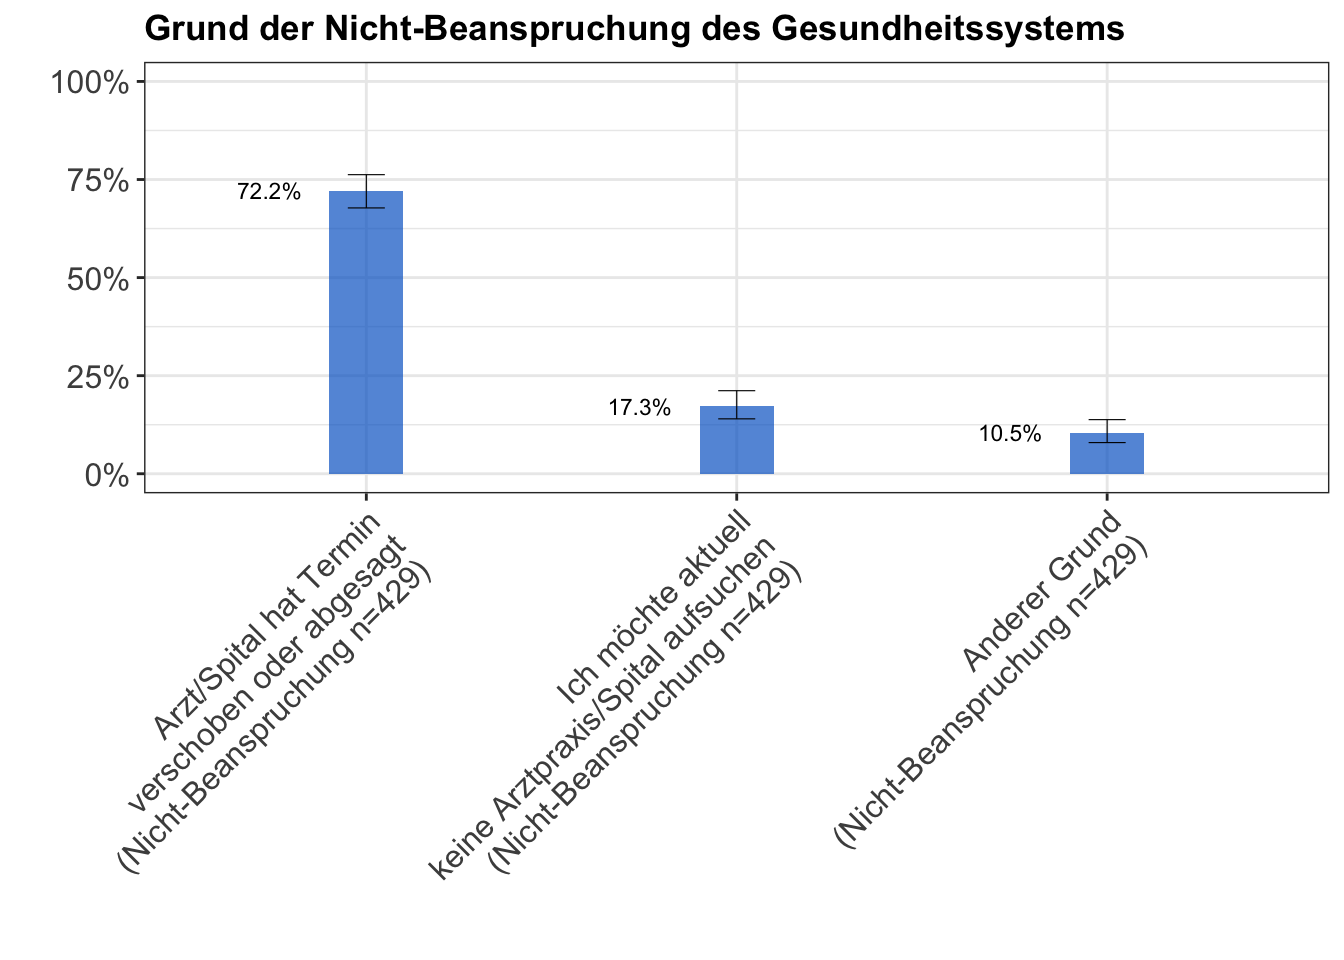 Grund der Nicht-Beanspruchung des Gesundheitssystems
100%
75%
50%
25%
0%
72.2%
17.3%
10.5%
Arzt/Spital hat Termin
verschoben oder abgesagt
(Nicht-Beanspruchung n=429)
Ich möchte aktuell
keine Arztpraxis/Spital aufsuchen
(Nicht-Beanspruchung n=429)
Anderer Grund
(Nicht-Beanspruchung n=429)